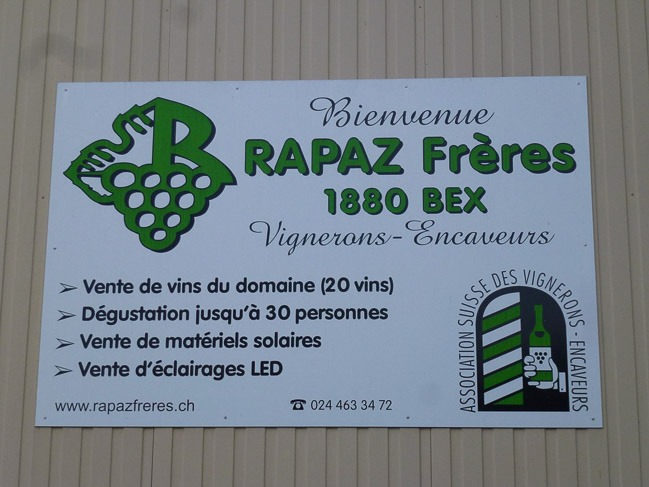 Bienvenue
RAPAZ Frères
1880 BEX
Vignerons-Encaveurs
➢ Vente de vins du domaine (20 vins)
➢ Dégustation jusqu'à 30 personnes
➢ Vente de matériels solaires
➢ Vente d'éclairages LED
www.rapazfreres.ch
☎ 024 463 34 72
ASSOCIATION SUISSE DES VIGNERONS - ENCAVEURS